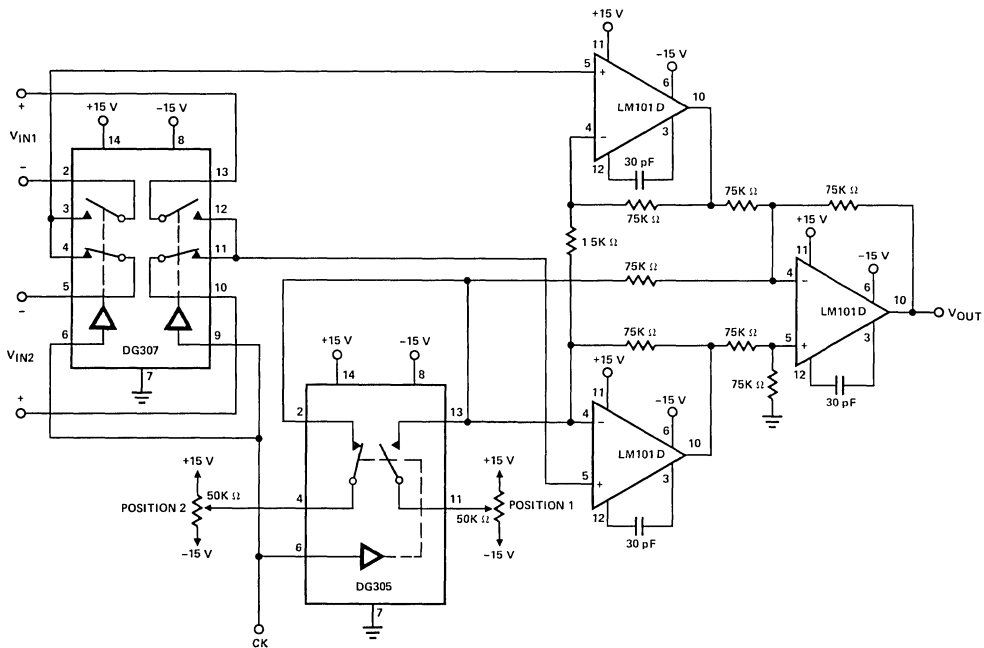 +15 V
11
−15 V
6
5
+
LM101D
10
4
−
3
12
30 pF
75K Ω
75K Ω
75K Ω
+
VIN1
−
+15 V
−15 V
14
8
2
13
3
12
4
11
5
10
−
6
9
VIN2
DG307
7
+
1 5K Ω
75K Ω
+15 V
11
−15 V
6
4
−
LM101D
10
VOUT
5
+
3
12
30 pF
75K Ω
75K Ω
75K Ω
+15 V
11
−15 V
6
4
−
LM101D
10
5
+
3
12
30 pF
+15 V
−15 V
14
8
2
13
4
11
6
DG305
7
+15 V
50K Ω
POSITION 2
−15 V
+15 V
POSITION 1
50K Ω
−15 V
CK